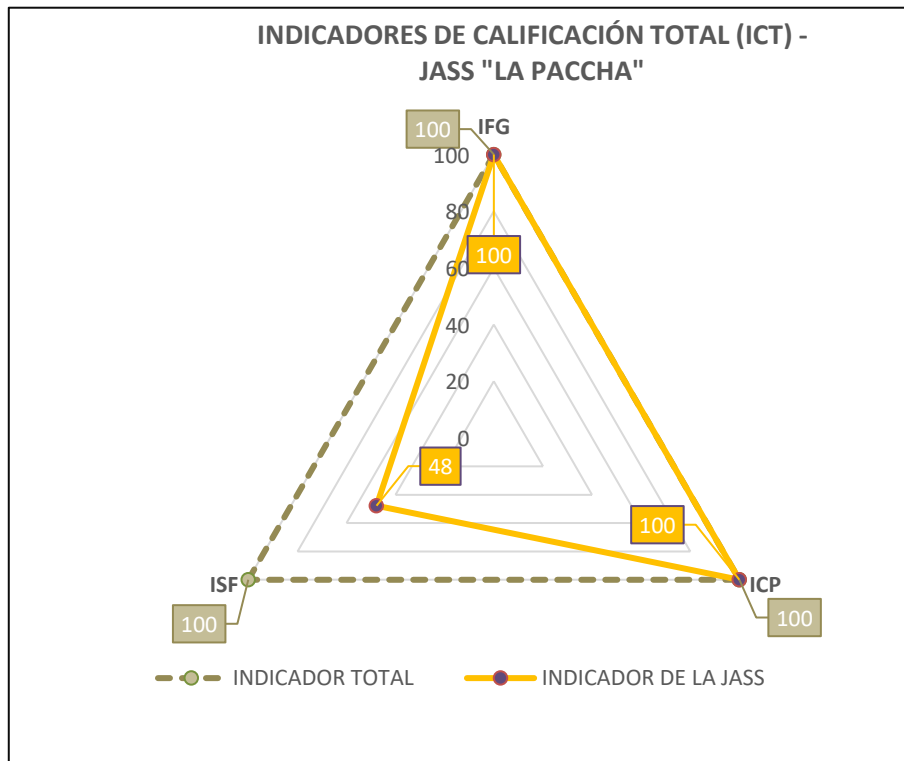 INDICADORES DE CALIFICACIÓN TOTAL (ICT) -
JASS "LA PACCHA"
100
IFG
100
80
100
60
40
20
0
48
100
ISF
ICP
100
100
INDICADOR TOTAL
INDICADOR DE LA JASS